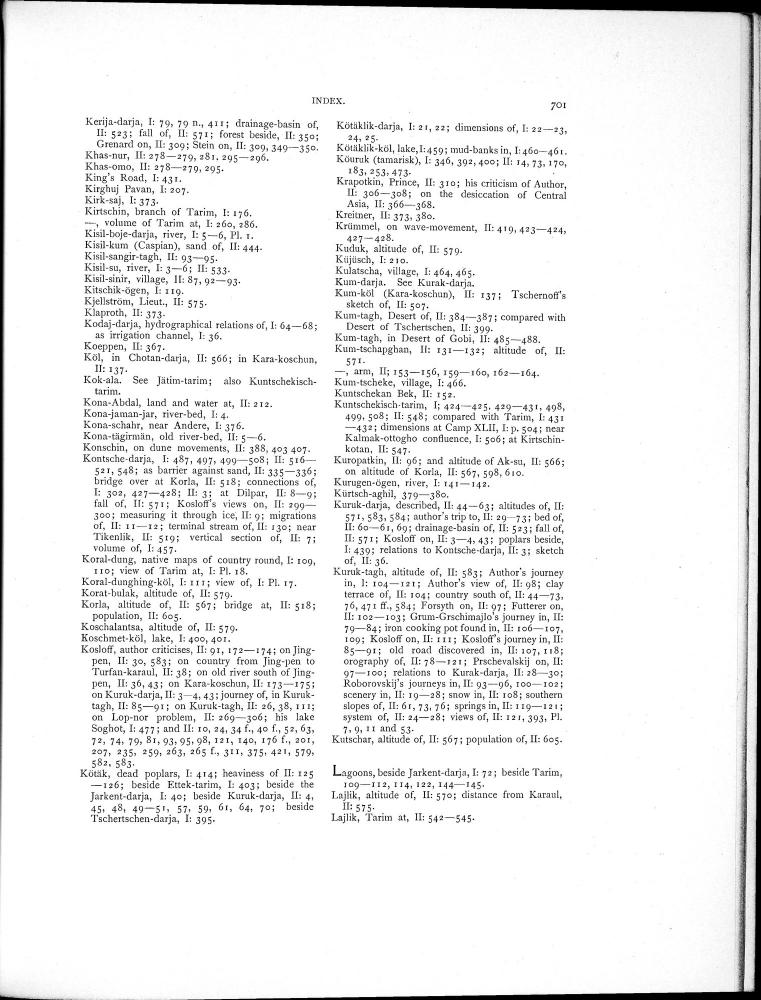 INDEX.
701
Kerija-darja, I: 79, 79 n., 411; drainage-basin of,
II: 523; fall of, II: 571; forest beside, II: 350;
Grenard on, II: 309; Stein on, II: 309, 349—350.
Khas-nur, II: 278—279, 281, 295—296.
Khas-omo, II: 278—279, 295.
King's Road, I: 431.
Kirghuj Pavan, I: 207.
Kirk-saj, I: 373.
Kirtschin, branch of Tarim, I: 176.
—, volume of Tarim at, I: 260, 286.
Kisil-boje-darja, river, I: 5—6, Pl. 1.
Kisil-kum (Caspian), sand of, II: 444.
Kisil-sangir-tagh, II: 93—95.
Kisil-su, river, I: 3—6; II: 533.
Kisil-sinir, village, II: 87, 92—93.
Kitschik-ögen, I: 119.
Kjellström, Lieut., II: 575.
Klaproth, II: 373.
Kodaj-darja, hydrographical relations of, I: 64—68;
as irrigation channel, I: 36.
Koeppen, II: 367.
Köl, in Chotan-darja, II: 566; in Kara-koschun,
II: 137.
Kok-ala. See Jätim-tarim; also Kuntschekisch-
tarim.
Kona-Abdal, land and water at, II: 212.
Kona-jaman-jar, river-bed, I: 4.
Kona-schahr, near Andere, I: 376.
Kona-tägirmän, old river-bed, II: 5—6.
Konschin, on dune movements, II: 388, 403 407.
Kontsche-darja, I: 487, 497, 499—508; II: 516—
521, 548; as barrier against sand, II: 335—336;
bridge over at Korla, II: 518; connections of,
I: 302, 427—428; II: 3; at Dilpar, II: 8—9;
fall of, II: 571; Kosloff's views on, II: 299—
300; measuring it through ice, II: 9; migrations
of, II: 11—12; terminal stream of, II: 130; near
Tikenlik, II: 519; vertical section of, II: 7;
volume of, I: 457.
Koral-dung, native maps of country round, I: 109,
110; view of Tarim at, I: Pl. 18.
Koral-dunghing-köl, I: 111; view of, I: Pl. 17.
Korat-bulak, altitude of, II: 579.
Korla, altitude of, II: 567; bridge at, II: 518;
population, II: 605.
Koschalantsa, altitude of, II: 579.
Koschmet-köl, lake, I: 400, 401.
Kosloff, author criticises, II: 91, 172—174; on Jing-
pen, II: 30, 583; on country from Jing-pen to
Turfan-karaul, II: 38; on old river south of Jing-
pen, II: 36, 43; on Kara-koschun, II: 173—175;
on Kuruk-darja, II: 3—4, 43; journey of, in Kuruk-
tagh, II: 85—91; on Kuruk-tagh, II: 26, 38, 111;
on Lop-nor problem, II: 269—306; his lake
Soghot, I: 477; and II: 10, 24, 34 f., 40 f., 52, 63,
72, 74, 79, 81, 93, 95, 98, 121, 140, 176 f., 201,
207, 235, 259, 263, 265 f., 311, 375, 421, 579,
582, 583.
Kötäk, dead poplars, I: 414; heaviness of II: 125
—126; beside Ettek-tarim, I: 403; beside the
Jarkent-darja, I: 40; beside Kuruk-darja, II: 4,
45, 48, 49—51, 57, 59, 61, 64, 70; beside
Tschertschen-darja, I: 395.
Kötäklik-darja, I: 21, 22; dimensions of, I: 22—23,
24, 25.
Kötäklik-köl, lake, I: 459; mud-banks in, I: 460—461.
Köuruk (tamarisk), I: 346, 392, 400; II: 14, 73, 170,
183, 253, 473.
Krapotkin, Prince, II: 310; his criticism of Author,
II: 306—308; on the desiccation of Central
Asia, II: 366—368.
Kreitner, II: 373, 380.
Krümmel, on wave-movement, II: 419, 423—424,
427—428.
Kuduk, altitude of, II: 579.
Küjüsch, I: 210.
Kulatscha, village, I: 464, 465.
Kum-darja. See Kurak-darja.
Kum-köl (Kara-koschun), II: 137; Tschernoff's
sketch of, II: 507.
Kum-tagh, Desert of, II: 384—387; compared with
Desert of Tschertschen, II: 399.
Kum-tagh, in Desert of Gobi, II: 485—488.
Kum-tschapghan, II: 131—132; altitude of, II:
571.
—, arm, II; 153—156, 159—160, 162—164.
Kum-tscheke, village, I: 466.
Kuntschekan Bek, II: 152.
Kuntschekisch-tarim, I; 424—425, 429—431, 498,
499, 508; II: 548; compared with Tarim, I: 431
—432; dimensions at Camp XLII, I: p. 504; near
Kalmak-ottogho confluence, I: 506; at Kirtschin-
kotan, II: 547.
Kuropatkin, II: 96; and altitude of Ak-su, II: 566;
on altitude of Korla, II: 567, 598, 610.
Kurugen-ögen, river, I: 141—142.
Kürtsch-aghil, 379—380.
Kuruk-darja, described, II: 44—63; altitudes of, II:
571, 583, 584; author's trip to, II: 29—73; bed of,
II: 60—61, 69; drainage-basin of, II: 523; fall of,
II: 571; Kosloff on, II: 3—4, 43; poplars beside,
I: 439; relations to Kontsche-darja, II: 3; sketch
of, II: 36.
Kuruk-tagh, altitude of, II: 583; Author's journey
in, I: 104—121; Author's view of, II: 98; clay
terrace of, II: 104; country south of, II: 44—73,
76, 471 ff., 584; Forsyth on, II: 97; Futterer on,
II: 102—103; Grum-Grschimajlo's journey in, II:
79—84; iron cooking pot found in, II: 106—107,
109; Kosloff on, II: 111; Kosloff's journey in, II:
85—91; old road discovered in, II: 107, 118;
orography of, II: 78—121; Prschevalskij on, II:
97—100; relations to Kurak-darja, II: 28—30;
Roborovskij's journeys in, II: 93—96, 100—102;
scenery in, II: 19—28; snow in, II: 108; southern
slopes of, II: 61, 73, 76; springs in, II: 119—121;
system of, II: 24—28; views of, II: 121, 393, Pl.
7, 9, 11 and 53.
Kutschar, altitude of, II: 567; population of, II: 605.
Lagoons, beside Jarkent-darja, I: 72; beside Tarim,
109—112, 114, 122, 144—145.
Lajlik, altitude of, II: 570; distance from Karaul,
II: 575.
Lajlik, Tarim at, II: 542—545.